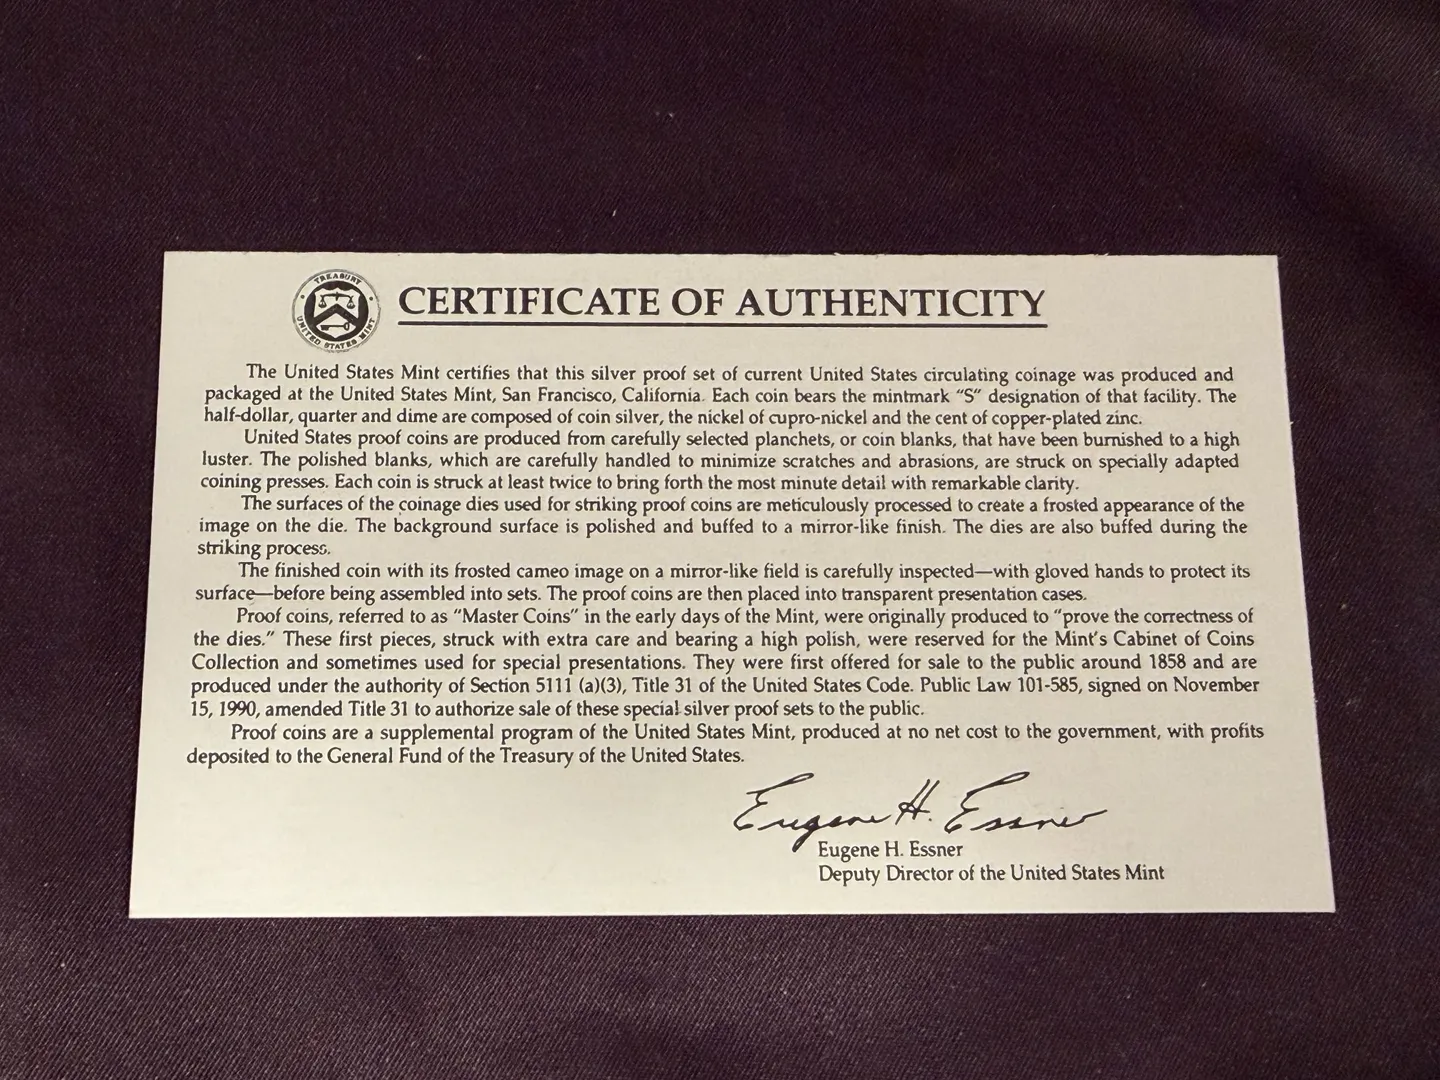 TREASURY
UNITED STATES MINT
CERTIFICATE OF AUTHENTICITY
The United States Mint certifies that this silver proof set of current United States circulating coinage was produced and
packaged at the United States Mint, San Francisco, California. Each coin bears the mintmark "S" designation of that facility. The
half-dollar, quarter and dime are composed of coin silver, the nickel of cupro-nickel and the cent of copper-plated zinc.
United States proof coins are produced from carefully selected planchets, or coin blanks, that have been burnished to a high
luster. The polished blanks, which are carefully handled to minimize scratches and abrasions, are struck on specially adapted
coining presses. Each coin is struck at least twice to bring forth the most minute detail with remarkable clarity.
The surfaces of the coinage dies used for striking proof coins are meticulously processed to create a frosted appearance of the
image on the die. The background surface is polished and buffed to a mirror-like finish. The dies are also buffed during the
striking process.
The finished coin with its frosted cameo image on a mirror-like field is carefully inspected—with gloved hands to protect its
surface—before being assembled into sets. The proof coins are then placed into transparent presentation cases.
Proof coins, referred to as "Master Coins" in the early days of the Mint, were originally produced to "prove the correctness of
the dies." These first pieces, struck with extra care and bearing a high polish, were reserved for the Mint's Cabinet of Coins
Collection and sometimes used for special presentations. They were first offered for sale to the public around 1858 and are
produced under the authority of Section 5111 (a)(3), Title 31 of the United States Code. Public Law 101-585, signed on November
15, 1990, amended Title 31 to authorize sale of these special silver proof sets to the public.
Proof coins are a supplemental program of the United States Mint, produced at no net cost to the government, with profits
deposited to the General Fund of the Treasury of the United States.
Eugene H. Essner
Eugene H. Essner
Deputy Director of the United States Mint